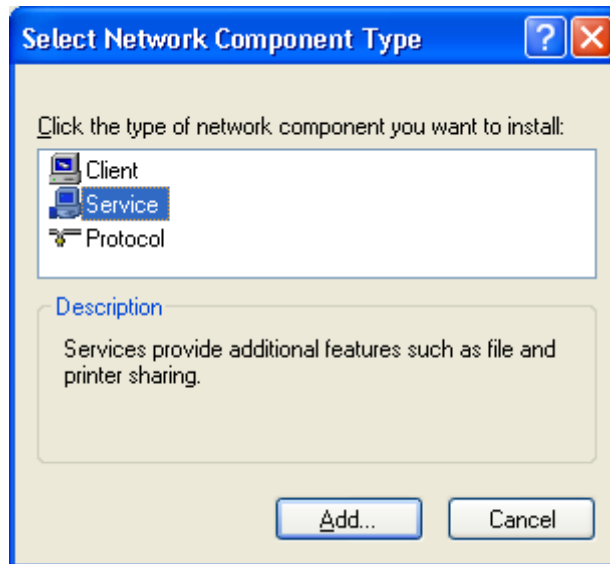 Select Network Component Type
Click the type of network component you want to install:
Client
Service
Protocol
Description
Services provide additional features such as file and
printer sharing.
Add...
Cancel